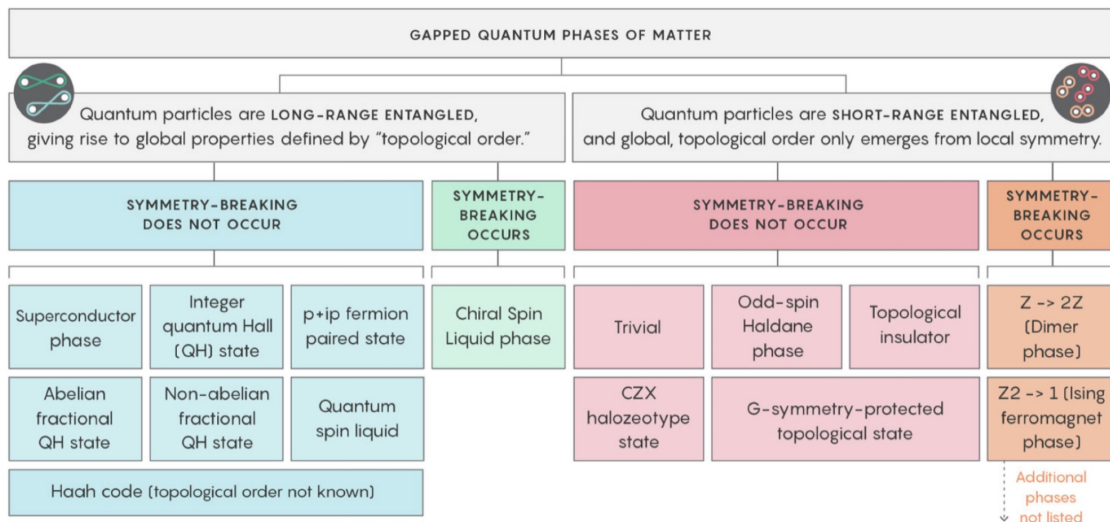 GAPPED QUANTUM PHASES OF MATTER
Quantum particles are LONG-RANGE ENTANGLED,
giving rise to global properties defined by “topological order.”
Quantum particles are SHORT-RANGE ENTANGLED,
and global, topological order only emerges from local symmetry.
SYMMETRY-BREAKING
DOES NOT OCCUR
SYMMETRY-
BREAKING
OCCURS
SYMMETRY-BREAKING
DOES NOT OCCUR
SYMMETRY-
BREAKING
OCCURS
Superconductor
phase
Integer
quantum Hall
(QH) state
p+ip fermion
paired state
Chiral Spin
Liquid phase
Trivial
Odd-spin
Haldane
phase
Topological
insulator
Z -> 2Z
(Dimer
phase)
Abelian
fractional
QH state
Non-abelian
fractional
QH state
Quantum
spin liquid
CZX
halozeotype
state
G-symmetry-protected
topological state
Z2 -> 1 (Ising
ferromagnet
phase)
Haah code (topological order not known)
Additional
phases
not listed